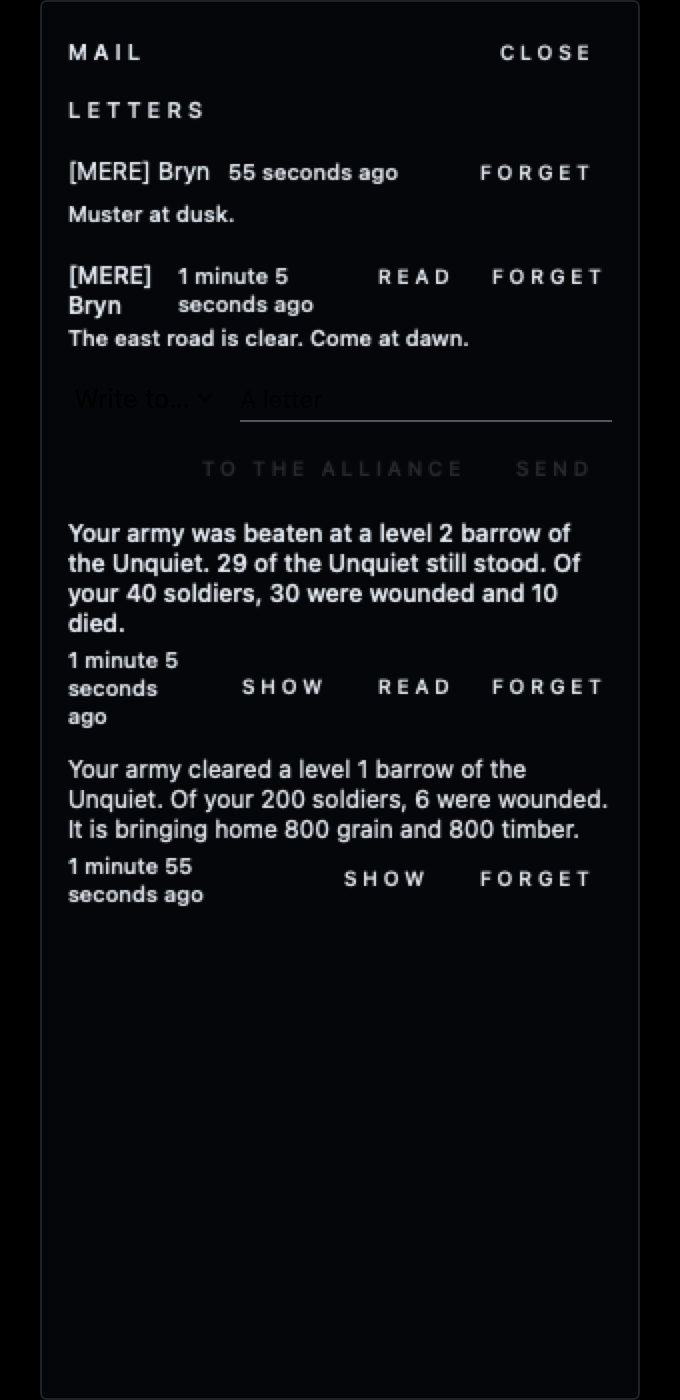 MAIL CLOSE
LETTERS
[MERE] Bryn 55 seconds ago FORGET
Muster at dusk.
[MERE] Bryn 1 minute 5 seconds ago READ FORGET
The east road is clear. Come at dawn.
Write to... A letter
TO THE ALLIANCE SEND
Your army was beaten at a level 2 barrow of
the Unquiet. 29 of the Unquiet still stood. Of
your 40 soldiers, 30 were wounded and 10
died.
1 minute 5 seconds ago SHOW READ FORGET
Your army cleared a level 1 barrow of the
Unquiet. Of your 200 soldiers, 6 were wounded.
It is bringing home 800 grain and 800 timber.
1 minute 55 seconds ago SHOW FORGET